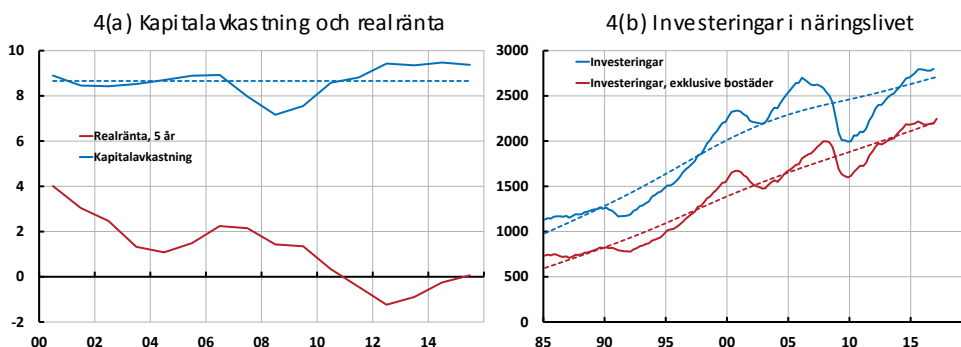 4(a) Kapitalavkastning och realränta
10
8
6
4
2
0
-2
Realränta, 5 år
Kapitalavkastning
00 02 04 06 08 10 12 14
4(b) Investeringar i näringslivet
3000
2500
2000
1500
1000
500
0
Investeringar
Investeringar, exklusive bostäder
85 90 95 00 05 10 15